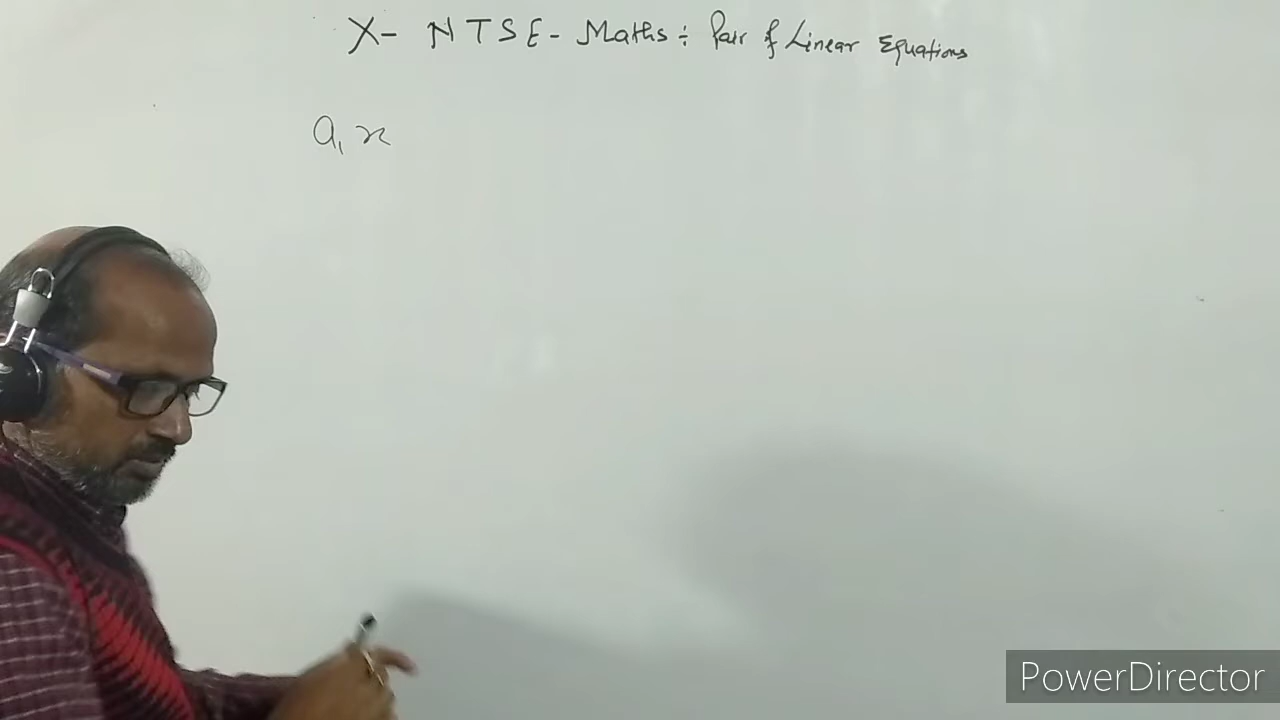 X- NTSE- Maths ÷ Pair of Linear Equations
a₁ x
PowerDirector